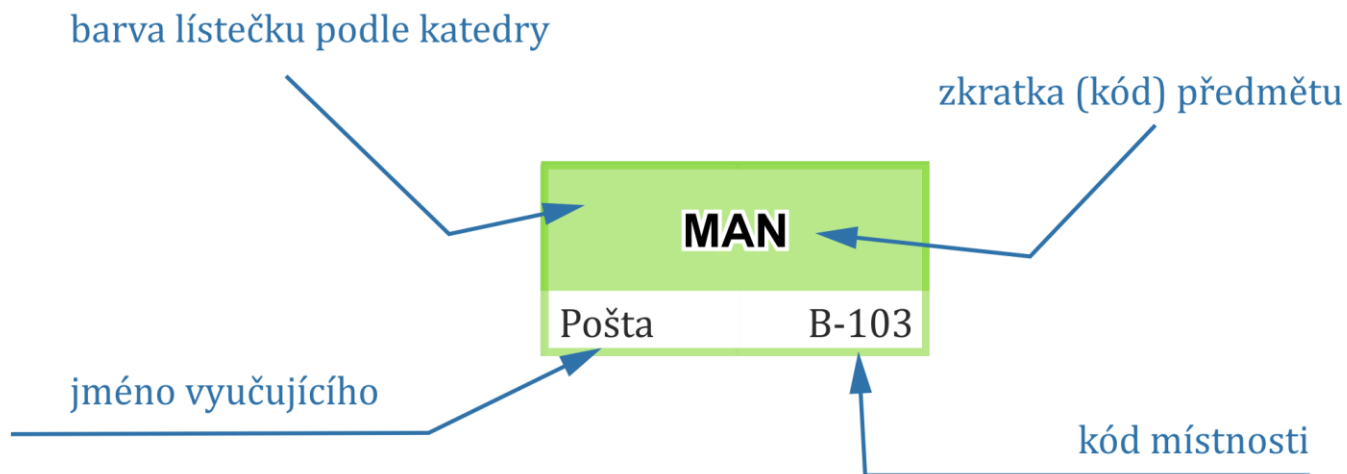 barva lístečku podle katedry
zkratka (kód) předmětu
MAN
Pošta B-103
jméno vyučujícího
kód místnosti